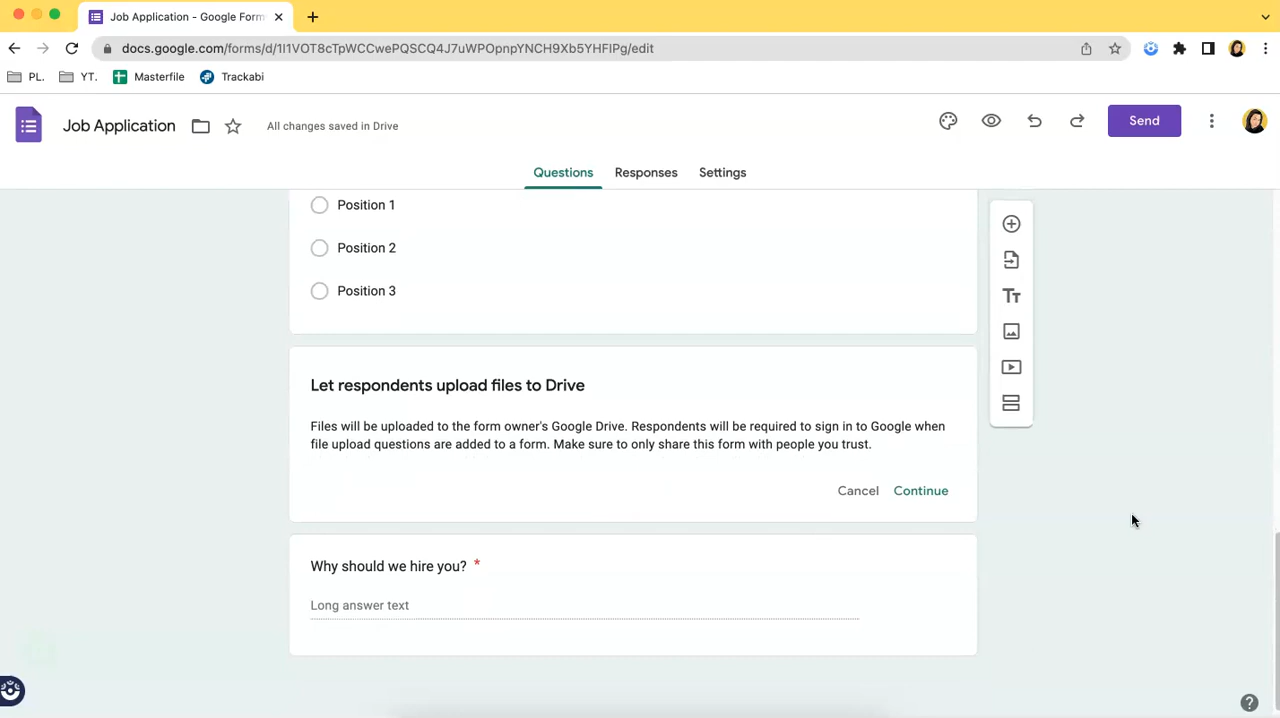 Job Application - Google Form
docs.google.com/forms/d/1I1VOT8cTpWCCwePQSCQ4J7uWPOpnpYNCH9Xb5YHFIPg/edit
PL.
YT.
Masterfile
Trackabi
Job Application
All changes saved in Drive
Send
Questions
Responses
Settings
Position 1
Position 2
Position 3
Let respondents upload files to Drive
Files will be uploaded to the form owner's Google Drive. Respondents will be required to sign in to Google when
file upload questions are added to a form. Make sure to only share this form with people you trust.
Cancel
Continue
Why should we hire you? *
Long answer text